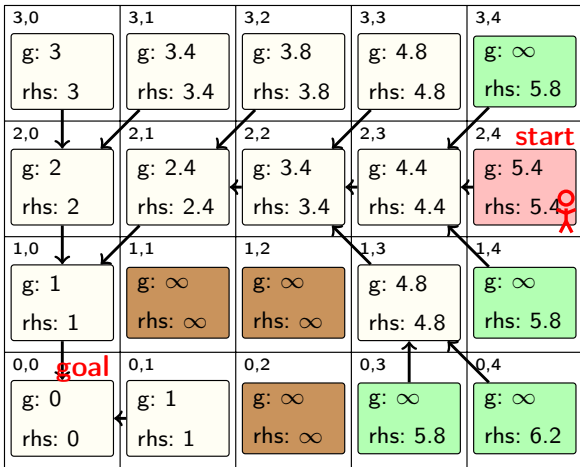 3,0 3,1 3,2 3,3 3,4
g: 3 g: 3.4 g: 3.8 g: 4.8 g: ∞
rhs: 3 rhs: 3.4 rhs: 3.8 rhs: 4.8 rhs: 5.8
2,0 2,1 2,2 2,3 2,4 start
g: 2 g: 2.4 g: 3.4 g: 4.4 g: 5.4
rhs: 2 rhs: 2.4 rhs: 3.4 rhs: 4.4 rhs: 5.4
1,0 1,1 1,2 1,3 1,4
g: 1 g: ∞ g: ∞ g: 4.8 g: ∞
rhs: 1 rhs: ∞ rhs: ∞ rhs: 4.8 rhs: 5.8
0,0 goal 0,1 0,2 0,3 0,4
g: 0 g: 1 g: ∞ g: ∞ g: ∞
rhs: 0 rhs: 1 rhs: ∞ rhs: 5.8 rhs: 6.2